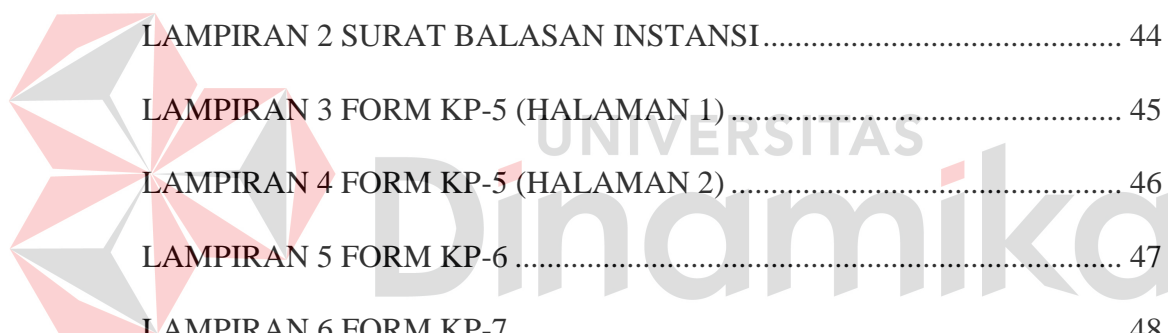 LAMPIRAN 2 SURAT BALASAN INSTANSI............................................. 44
LAMPIRAN 3 FORM KP-5 (HALAMAN 1)................................................. 45
UNIVERSITAS
LAMPIRAN 4 FORM KP-5 (HALAMAN 2)................................................. 46
Dinamika
LAMPIRAN 5 FORM KP-6............................................................................ 47
LAMPIRAN 6 FORM KP-7............................................................................ 48